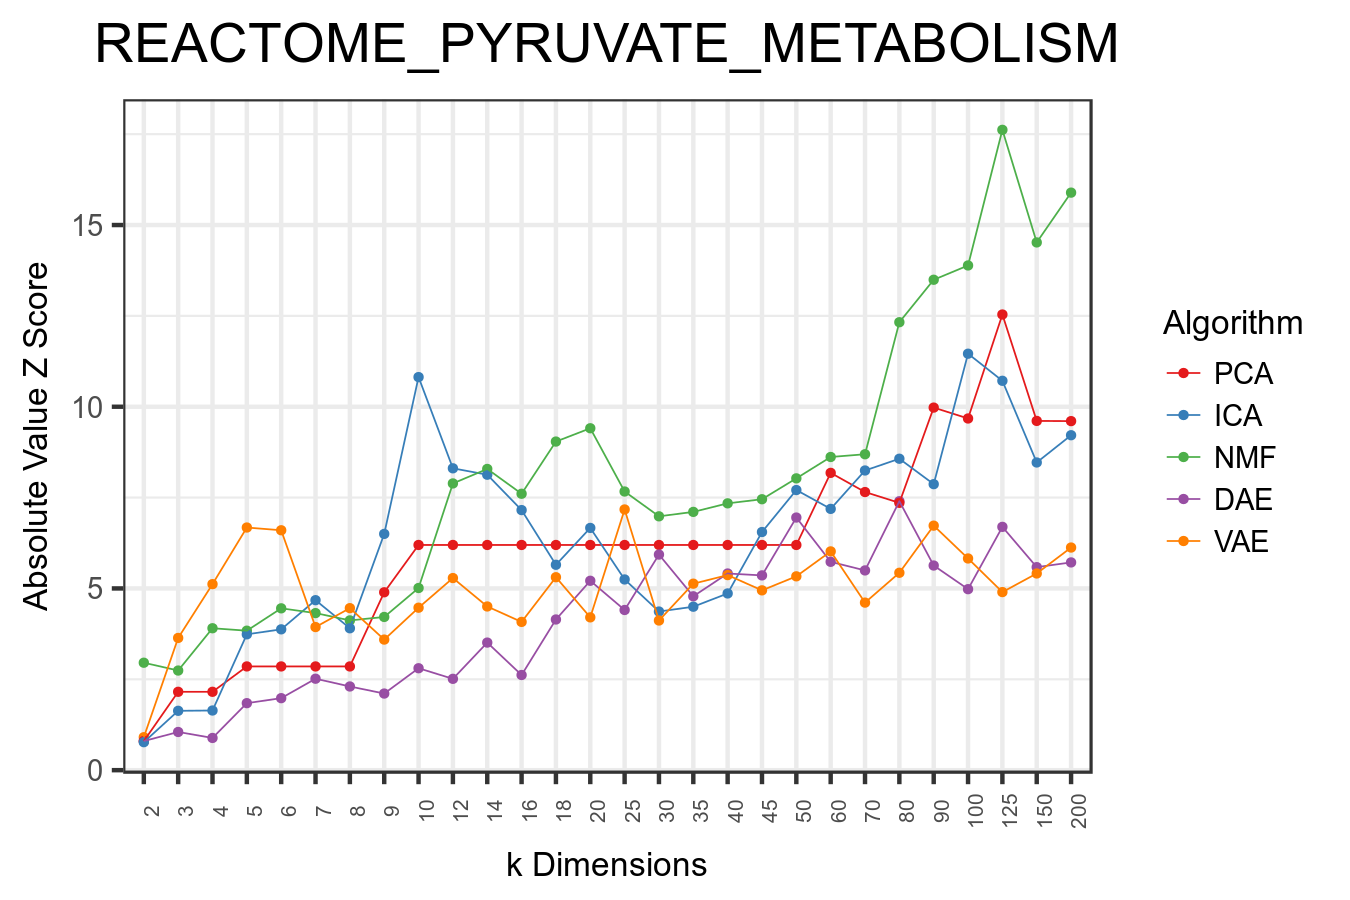 REACTOME_PYRUVATE_METABOLISM
Absolute Value Z Score
15
10
5
0
2 3 4 5 6 7 8 9 10 12 14 16 18 20 25 30 35 40 45 50 60 70 80 90 100 125 150 200
k Dimensions
Algorithm
PCA
ICA
NMF
DAE
VAE